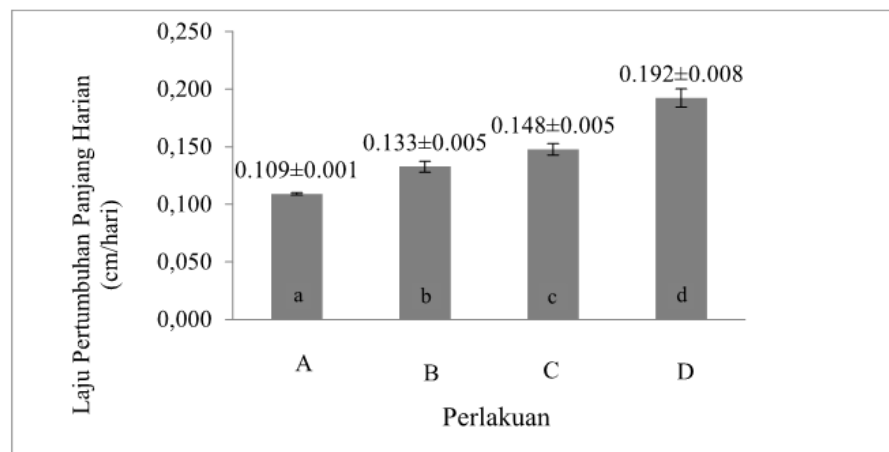 Laju Pertumbuhan Panjang Harian
(cm/hari)
0,250
0,200
0,150
0,100
0,050
0,000
0.109±0.001
0.133±0.005
0.148±0.005
0.192±0.008
a
b
c
d
A
B
C
D
Perlakuan